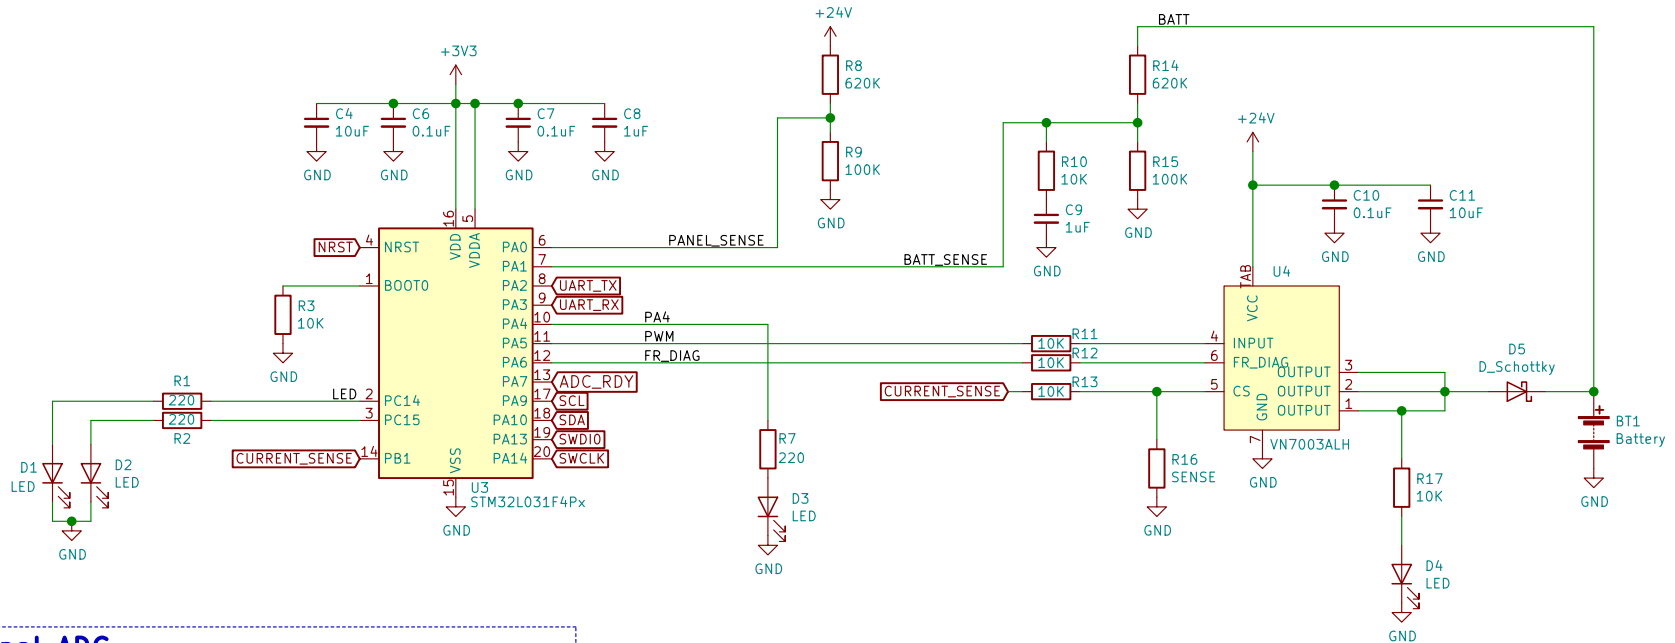 +24V
BATT
+3V3
R8
620K
R14
620K
C4
10uF
C6
0.1uF
C7
0.1uF
C8
1uF
+24V
GND
GND
GND
GND
R9
100K
R10
10K
R15
100K
GND
C9
1uF
C10
0.1uF
C11
10uF
GND
GND
GND
GND
16
VDD
5
VDDA
NRST
4
NRST
PA0
6
PANEL_SENSE
PA1
7
BATT_SENSE
1
BOOT0
PA2
8
UART_TX
PA3
9
UART_RX
R3
10K
PA4
10
PA4
PA5
11
PWM
PA6
12
FR_DIAG
GND
PA7
13
ADC_RDY
R1
220
LED
2
PC14
PA9
17
SCL
R2
220
3
PC15
PA10
18
SDA
PA13
19
SWDIO
CURRENT_SENSE
14
PB1
PA14
20
SWCLK
VSS
15
U3
STM32L031F4Px
GND
D1
LED
D2
LED
GND
R7
220
D3
LED
GND
R11
10K
R12
10K
CURRENT_SENSE
R13
10K
U4
TAB
VCC
4
INPUT
6
FR_DIAG
5
CS
OUTPUT
3
OUTPUT
2
OUTPUT
1
GND
7
VN7003ALH
GND
R16
SENSE
GND
D5
D_Schottky
BT1
Battery
+
GND
R17
10K
D4
LED
GND